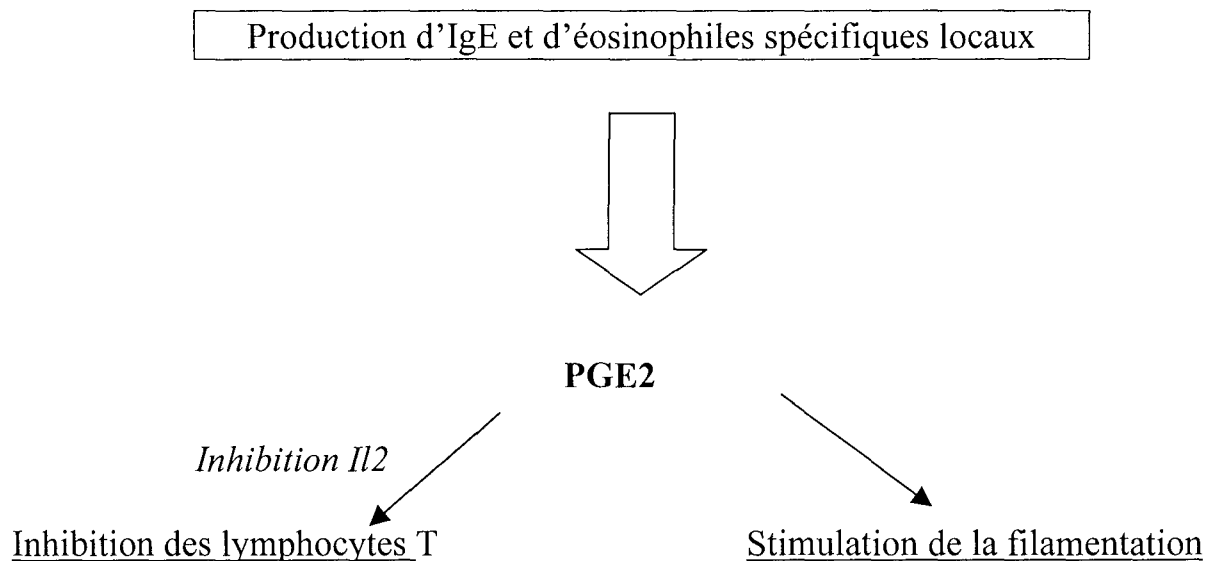 Production d'IgE et d'éosinophiles spécifiques locaux
PGE2
Inhibition Il2
Inhibition des lymphocytes T
Stimulation de la filamentation